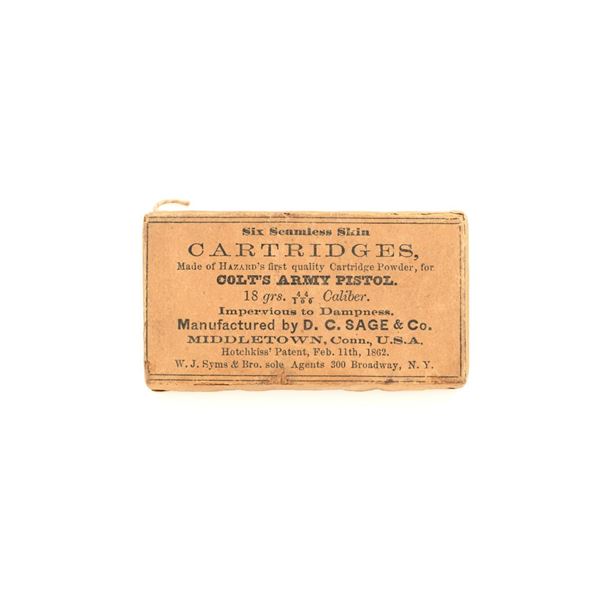 Six Seamless Skin
CARTRIDGES,
Made of HAZARD'S first quality Cartridge Powder, for
COLT'S ARMY PISTOL.
18 grs. 44/100 Caliber.
Impervious to Dampness.
Manufactured by D. C. SAGE & Co.
MIDDLETOWN, Conn., U.S.A.
Hotchkiss' Patent, Feb. 11th, 1862.
W. J. Syms & Bro. sole Agents 300 Broadway, N. Y.